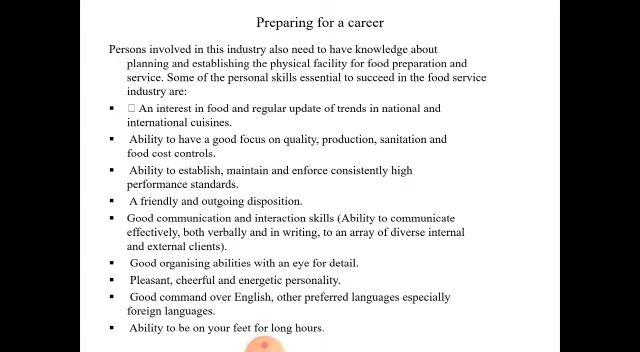 Preparing for a career
Persons involved in this industry also need to have knowledge about
planning and establishing the physical facility for food preparation and
service. Some of the personal skills essential to succeed in the food service
industry are:
▪ □ An interest in food and regular update of trends in national and
international cuisines.
▪ Ability to have a good focus on quality, production, sanitation and
food cost controls.
▪ Ability to establish, maintain and enforce consistently high
performance standards.
▪ A friendly and outgoing disposition.
▪ Good communication and interaction skills (Ability to communicate
effectively, both verbally and in writing, to an array of diverse internal
and external clients).
▪ Good organising abilities with an eye for detail.
▪ Pleasant, cheerful and energetic personality.
▪ Good command over English, other preferred languages especially
foreign languages.
▪ Ability to be on your feet for long hours.